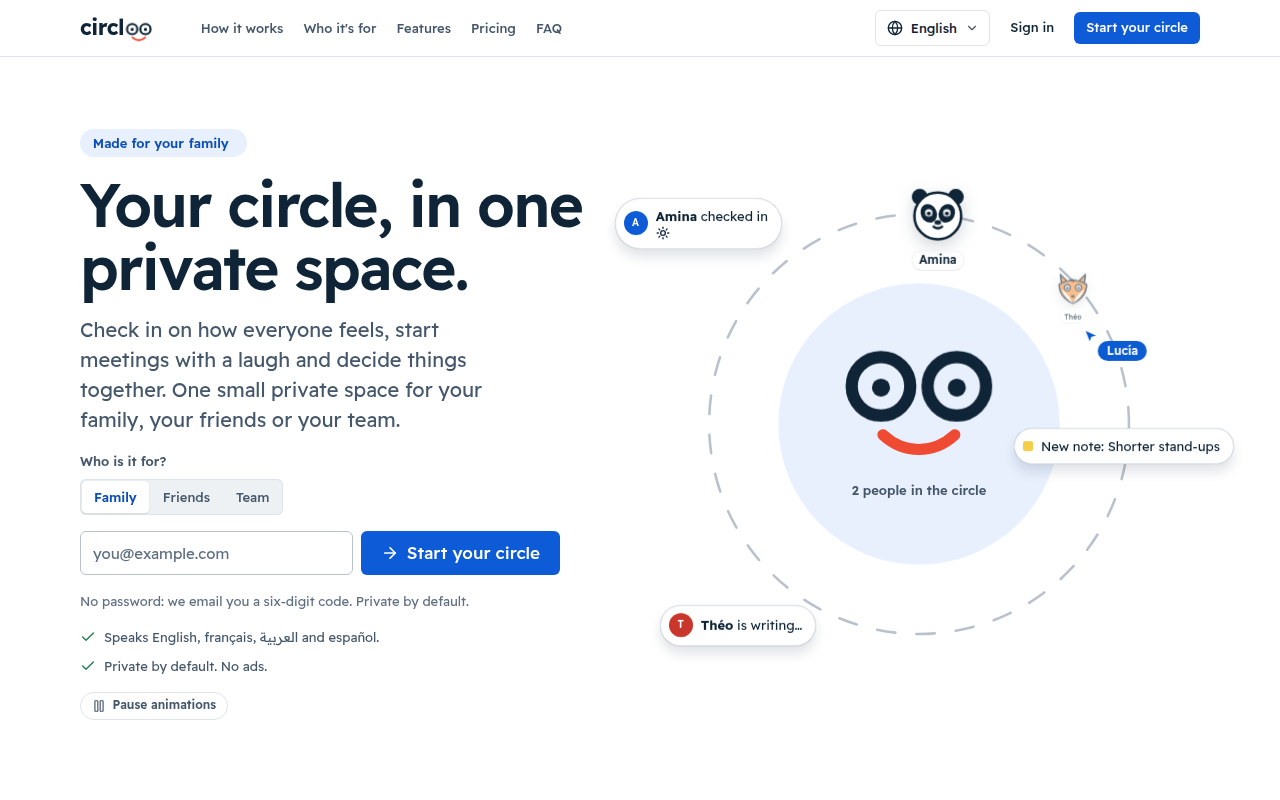 circloo
How it works
Who it's for
Features
Pricing
FAQ
English
Sign in
Start your circle
Made for your family
Your circle, in one
private space.
Check in on how everyone feels, start
meetings with a laugh and decide things
together. One small private space for your
family, your friends or your team.
Who is it for?
Family
Friends
Team
you@example.com
Start your circle
No password: we email you a six-digit code. Private by default.
Speaks English, français, العربية and español.
Private by default. No ads.
Pause animations
A
Amina checked in
Amina
Théo
Lucía
New note: Shorter stand-ups
2 people in the circle
T
Théo is writing…